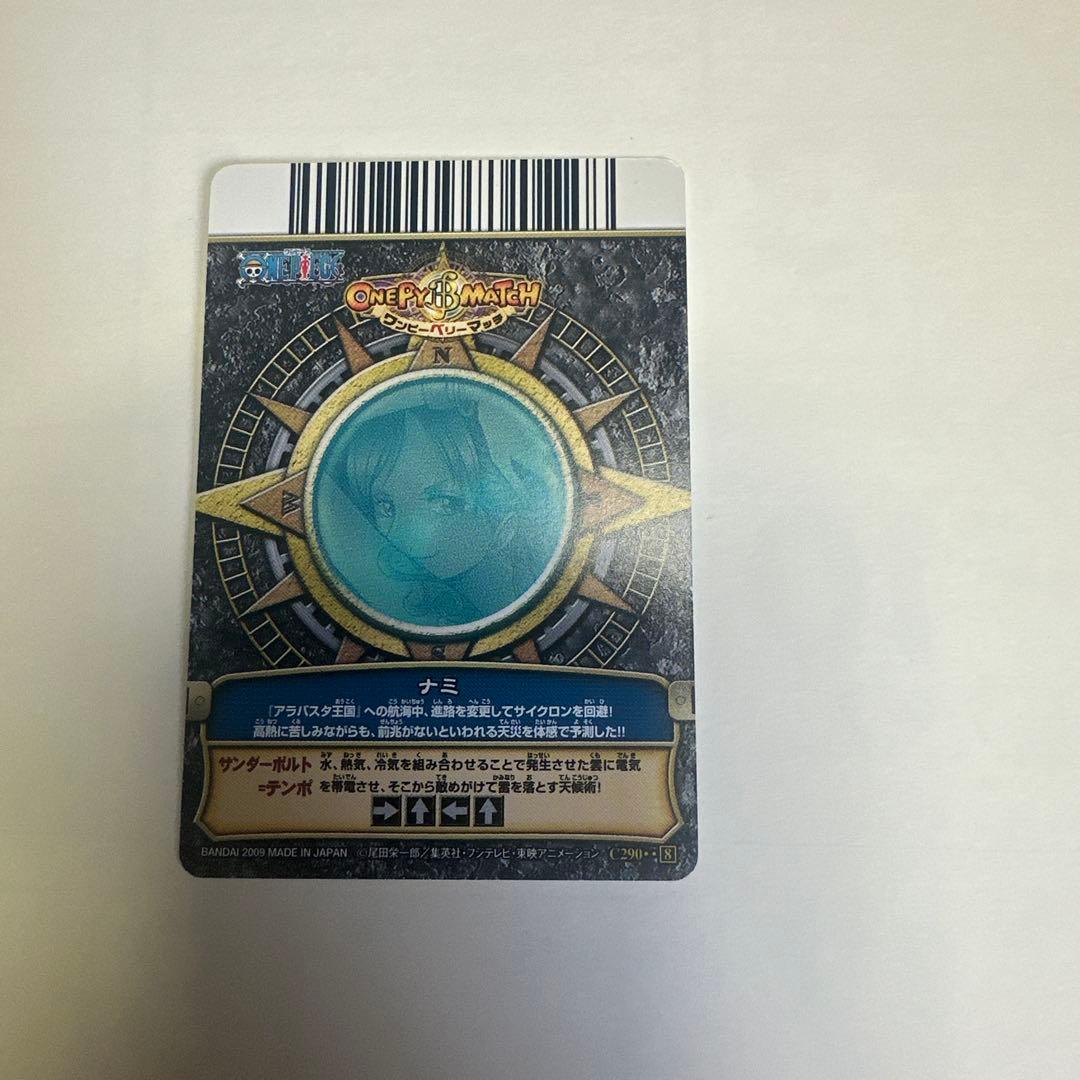 ONE PIECE
ONEPY B MATCH
ワンピーベリーマッチ
N
W
S
ナミ
『アラバスタ王国』への航海中、進路を変更してサイクロンを回避!
高熱に苦しみながらも、前兆がないといわれる天災を体感で予測した!!
サンダーボルト=テンポ
水、熱気、冷気を組み合わせることで発生させた雲に電気
を帯電させ、そこから敵めがけて雷を落とす天候術!
→↑←↑
BANDAI 2009 MADE IN JAPAN ©尾田栄一郎/集英社・フジテレビ・東映アニメーション C290・・8